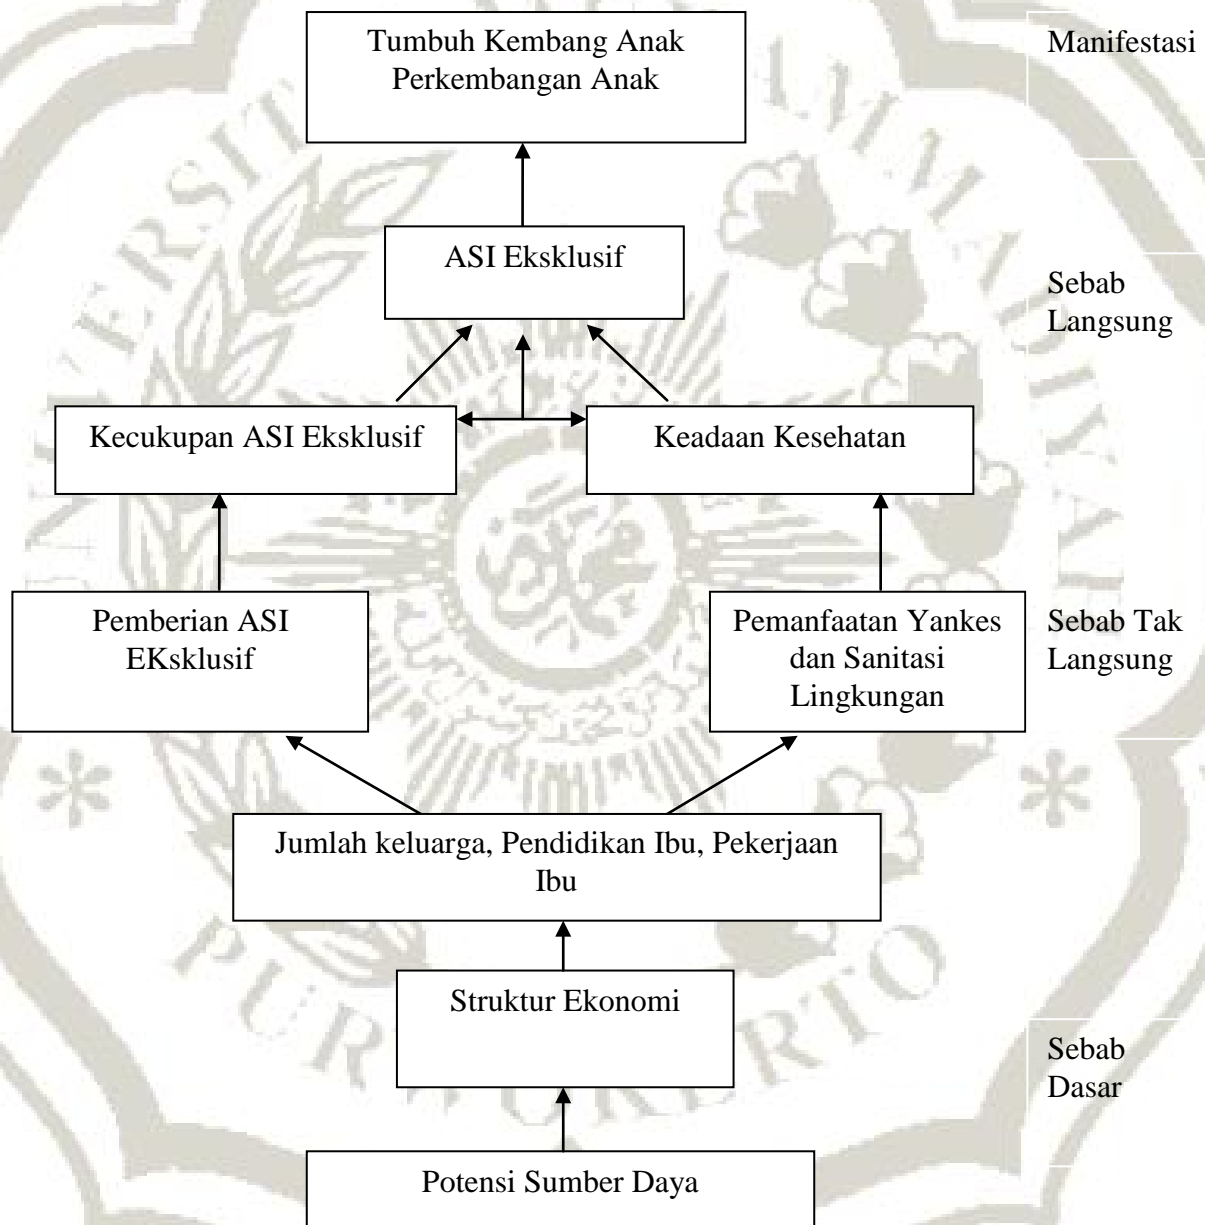 Tumbuh Kembang Anak
Perkembangan Anak
Manifestasi
ASI Eksklusif
Sebab
Langsung
Kecukupan ASI Eksklusif
Keadaan Kesehatan
Pemberian ASI
EKsklusif
Pemanfaatan Yankes
dan Sanitasi
Lingkungan
Sebab Tak
Langsung
Jumlah keluarga, Pendidikan Ibu, Pekerjaan
Ibu
Struktur Ekonomi
Sebab
Dasar
Potensi Sumber Daya
PURWOKERTO